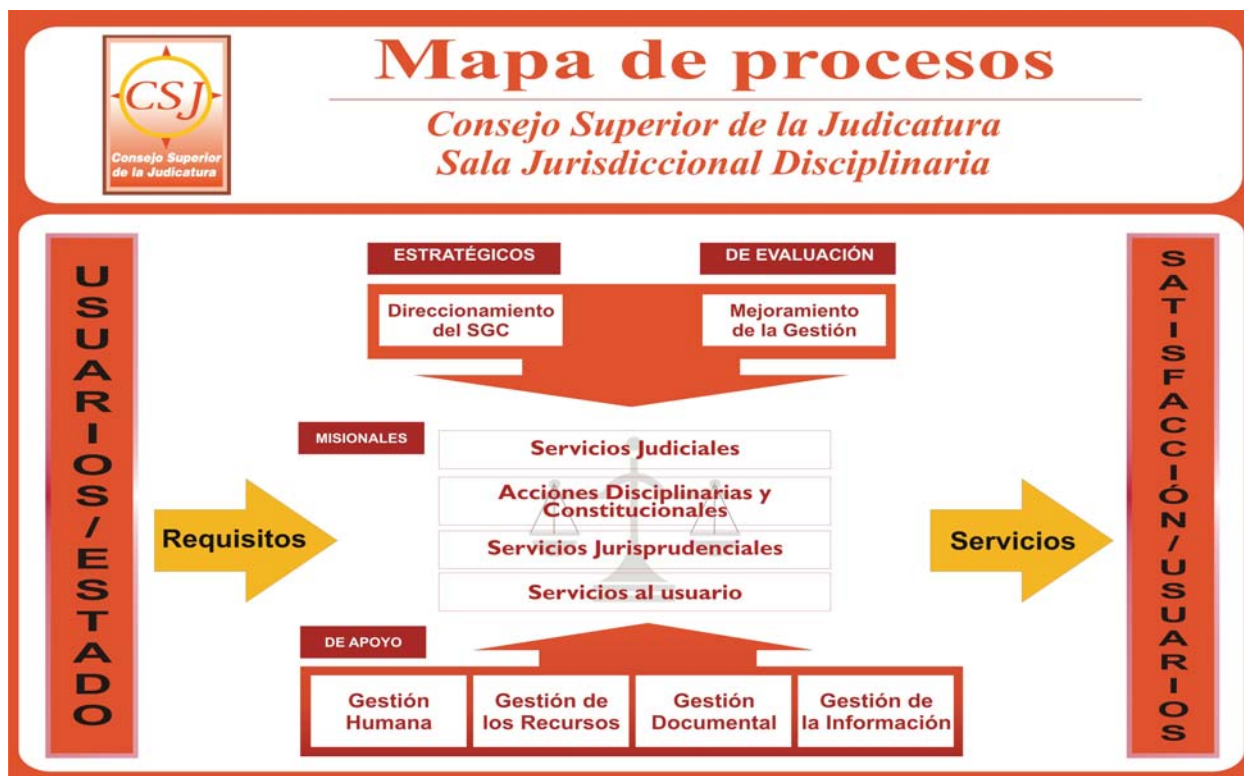 CSJ
Consejo Superior
de la Judicatura
Mapa de procesos
Consejo Superior de la Judicatura
Sala Jurisdiccional Disciplinaria
USUARIOS/ESTADO
ESTRATÉGICOS
DE EVALUACIÓN
Direccionamiento
del SGC
Mejoramiento
de la Gestión
MISIONALES
Servicios Judiciales
Acciones Disciplinarias y
Constitucionales
Servicios Jurisprudenciales
Servicios al usuario
Requisitos
Servicios
DE APOYO
Gestión
Humana
Gestión de
los Recursos
Gestión
Documental
Gestión de
la Información
SATISFACCIÓN/USUARIOS